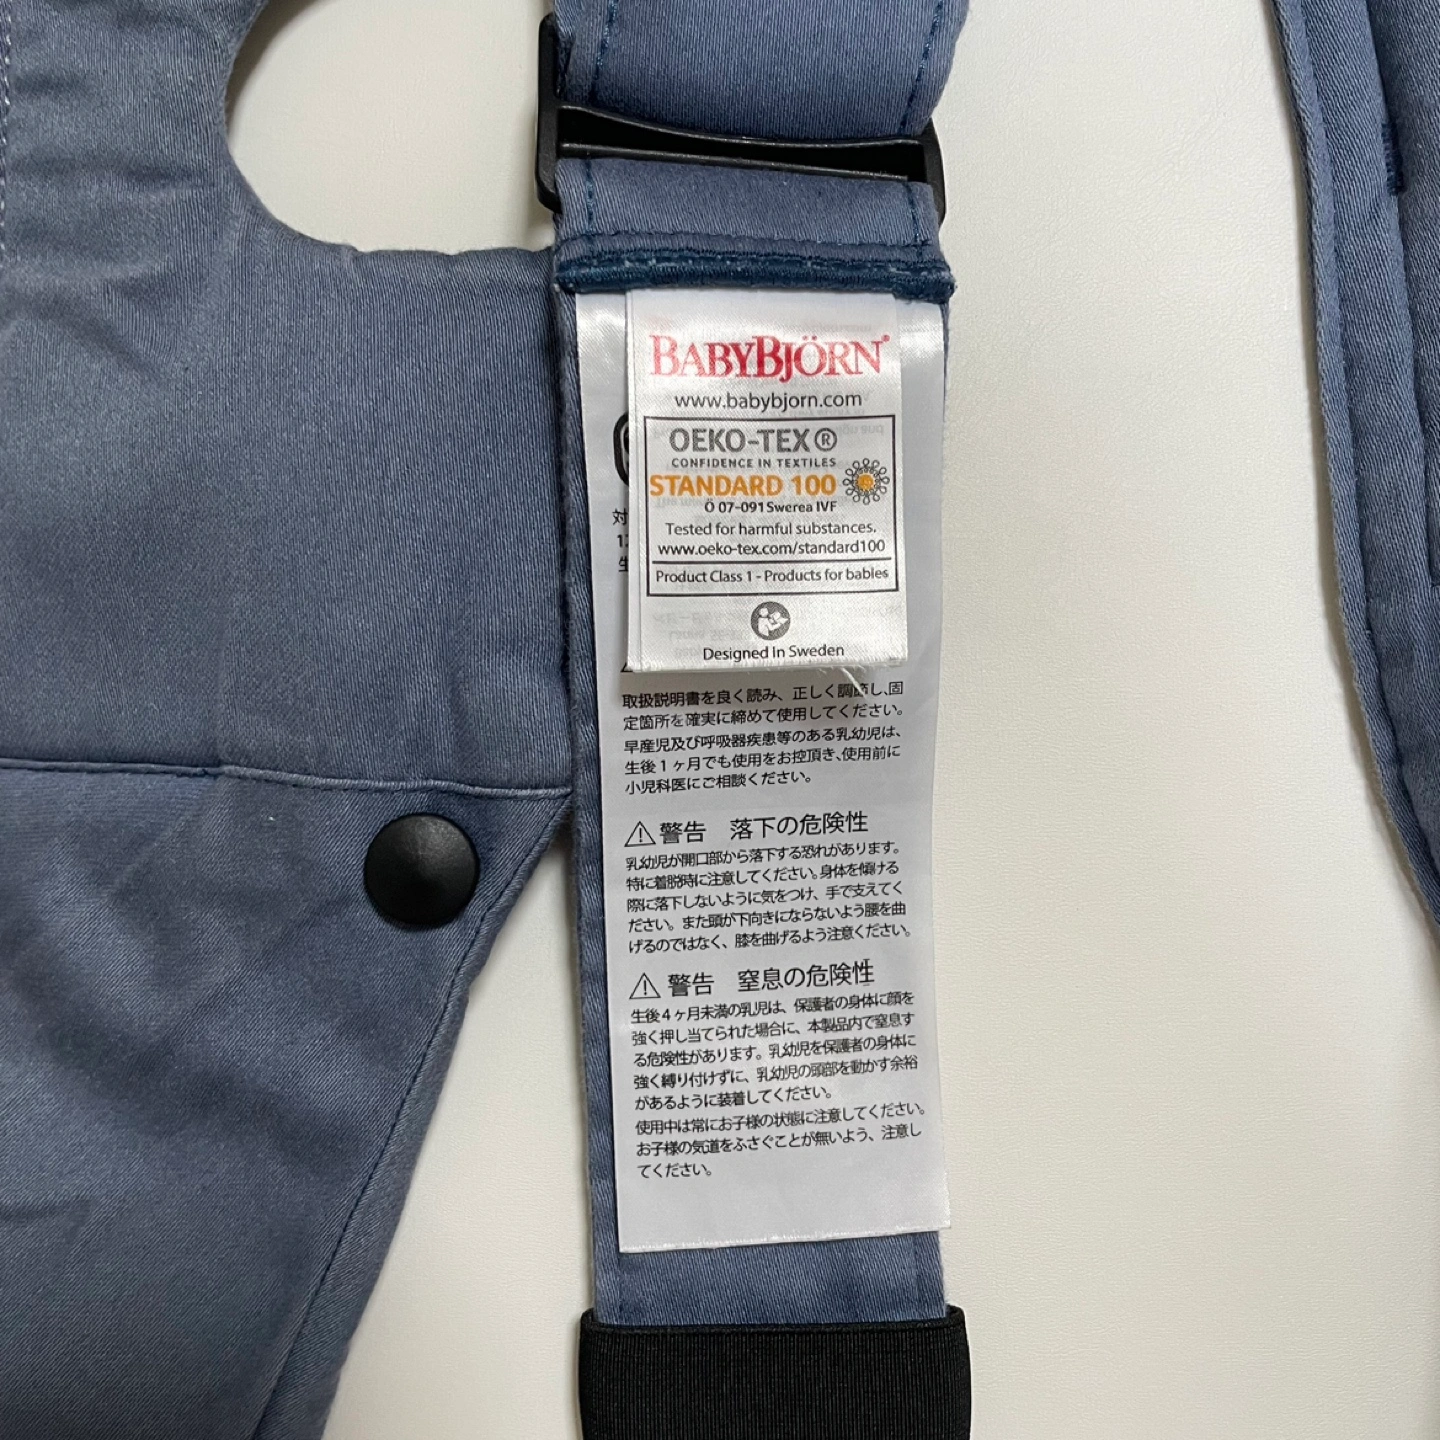 BABYBJÖRN®
www.babybjorn.com
OEKO-TEX®
CONFIDENCE IN TEXTILES
STANDARD 100
Ö 07-091 Swerea IVF
Tested for harmful substances.
www.oeko-tex.com/standard100
Product Class 1 - Products for babies
Designed in Sweden
対
生
取扱説明書を良く読み、正しく調節し、固
定箇所を確実に締めて使用してください。
早産児及び呼吸器疾患等のある乳幼児は、
生後1ヶ月でも使用をお控頂き、使用前に
小児科医にご相談ください。
⚠警告 落下の危険性
乳幼児が開口部から落下する恐れがあります。
特に着脱時に注意してください。身体を傾ける
際に落下しないように気をつけ、手で支えてく
ださい。また頭が下向きにならないよう腰を曲
げるのではなく、膝を曲げるよう注意ください。
⚠警告 窒息の危険性
生後4ヶ月未満の乳児は、保護者の身体に顔を
強く押し当てられた場合に、本製品内で窒息す
る危険性があります。乳幼児を保護者の身体に
強く縛り付けずに、乳幼児の頭部を動かす余裕
があるように装着してください。
使用中は常にお子様の状態に注意してください。
お子様の気道をふさぐことが無いよう、注意し
てください。